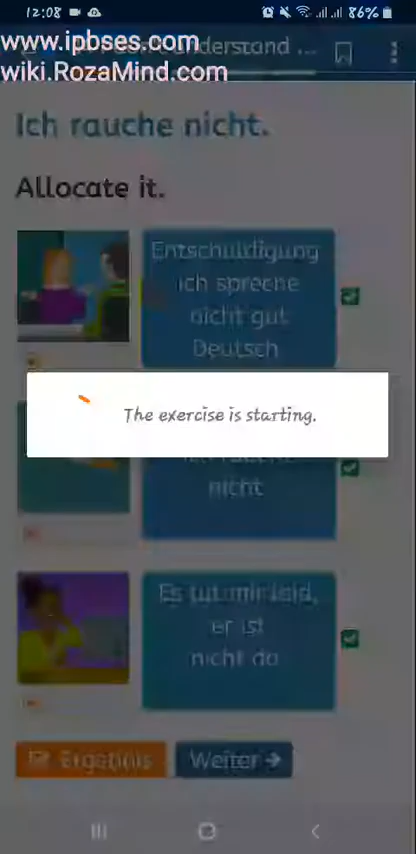 12:08
86%
www.ipbses.com
understand ...
wiki.RozaMind.com
Ich rauche nicht.
Allocate it.
Entschuldigung
ich spreche
nicht gut
Deutsch
The exercise is starting.
nicht
Es tut mir leid,
er ist
nicht da
Ergebnis
Weiter →